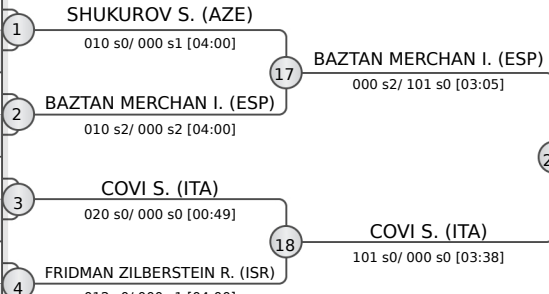 SHUKUROV S. (AZE)
1
010 s0/ 000 s1 [04:00]
BAZTAN MERCHAN I. (ESP)
17
000 s2/ 101 s0 [03:05]
BAZTAN MERCHAN I. (ESP)
2
010 s2/ 000 s2 [04:00]
COVI S. (ITA)
3
020 s0/ 000 s0 [00:49]
COVI S. (ITA)
18
101 s0/ 000 s0 [03:38]
FRIDMAN ZILBERSTEIN R. (ISR)
4